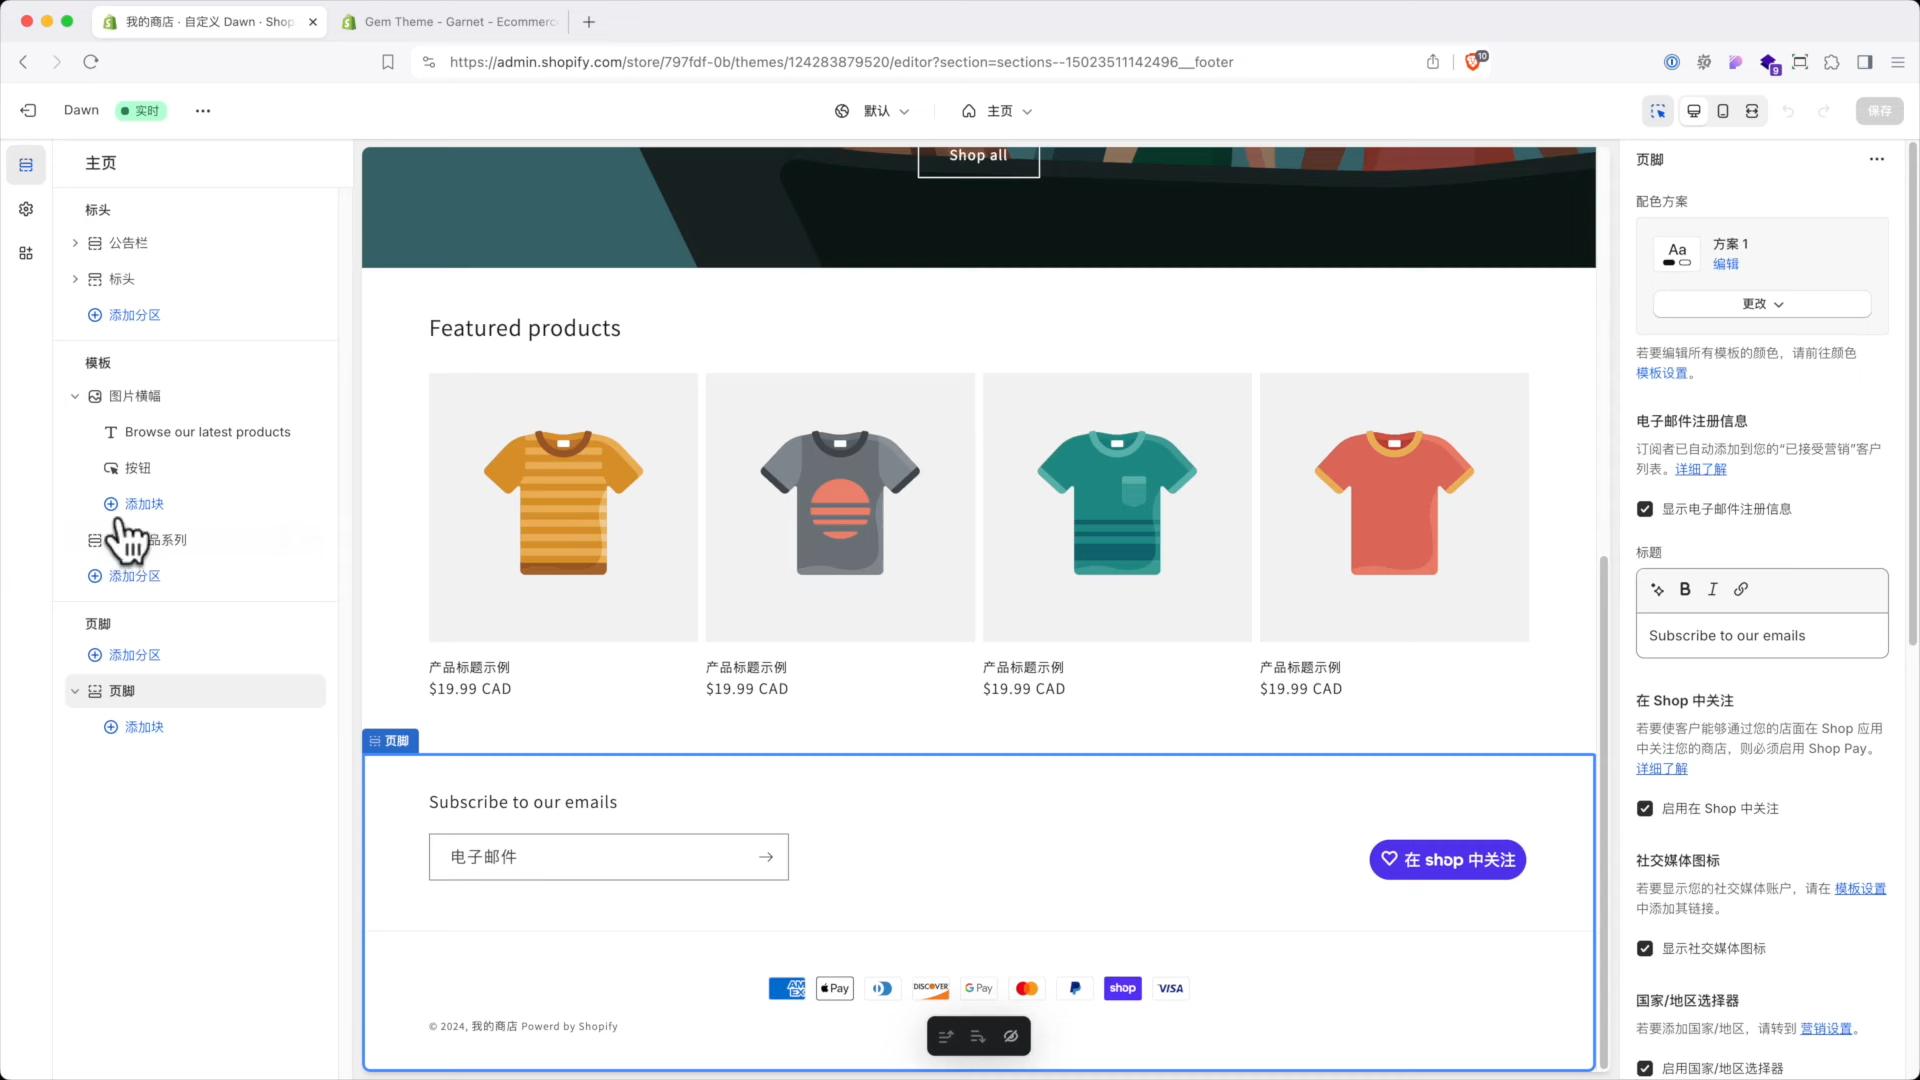 我的商店 · 自定义 Dawn · Shop
Gem Theme - Garnet - Ecommerc
https://admin.shopify.com/store/797fdf-0b/themes/124283879520/editor?section=sections--15023511142496__footer
10
9
Dawn
实时
默认
主页
保存
主页
标头
公告栏
标头
添加分区
模板
图片横幅
Browse our latest products
按钮
添加块
品系列
添加分区
页脚
添加分区
页脚
添加块
Shop all
Featured products
产品标题示例
$19.99 CAD
产品标题示例
$19.99 CAD
产品标题示例
$19.99 CAD
产品标题示例
$19.99 CAD
页脚
Subscribe to our emails
电子邮件
在 shop 中关注
AM EX
Pay
DISCOVER
G Pay
shop
VISA
© 2024, 我的商店 Powerd by Shopify
页脚
配色方案
Aa
方案 1
编辑
更改
若要编辑所有模板的颜色，请前往颜色
模板设置。
电子邮件注册信息
订阅者已自动添加到您的“已接受营销”客户
列表。详细了解
显示电子邮件注册信息
标题
B I
Subscribe to our emails
在 Shop 中关注
若要使客户能够通过您的店面在 Shop 应用
中关注您的商店，则必须启用 Shop Pay。
详细了解
启用在 Shop 中关注
社交媒体图标
若要显示您的社交媒体账户，请在 模板设置
中添加其链接。
显示社交媒体图标
国家/地区选择器
若要添加国家/地区，请转到 营销设置。
启用国家/地区选择器